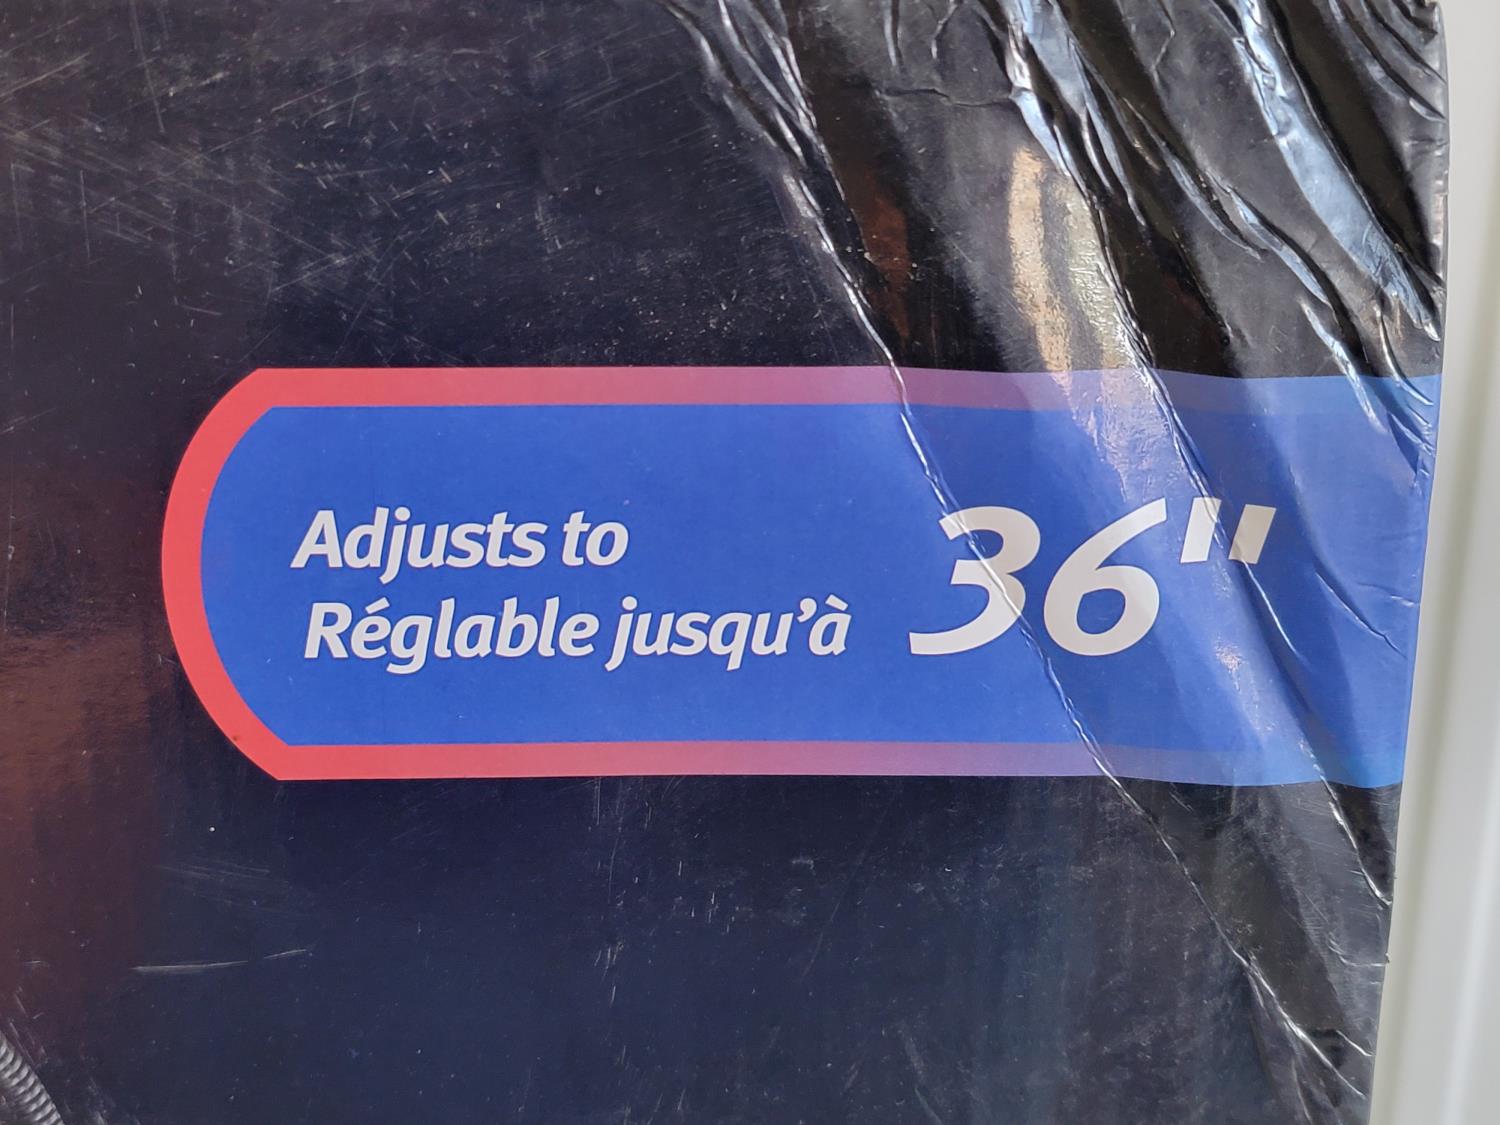 Adjusts to
Réglable jusqu'à
36"